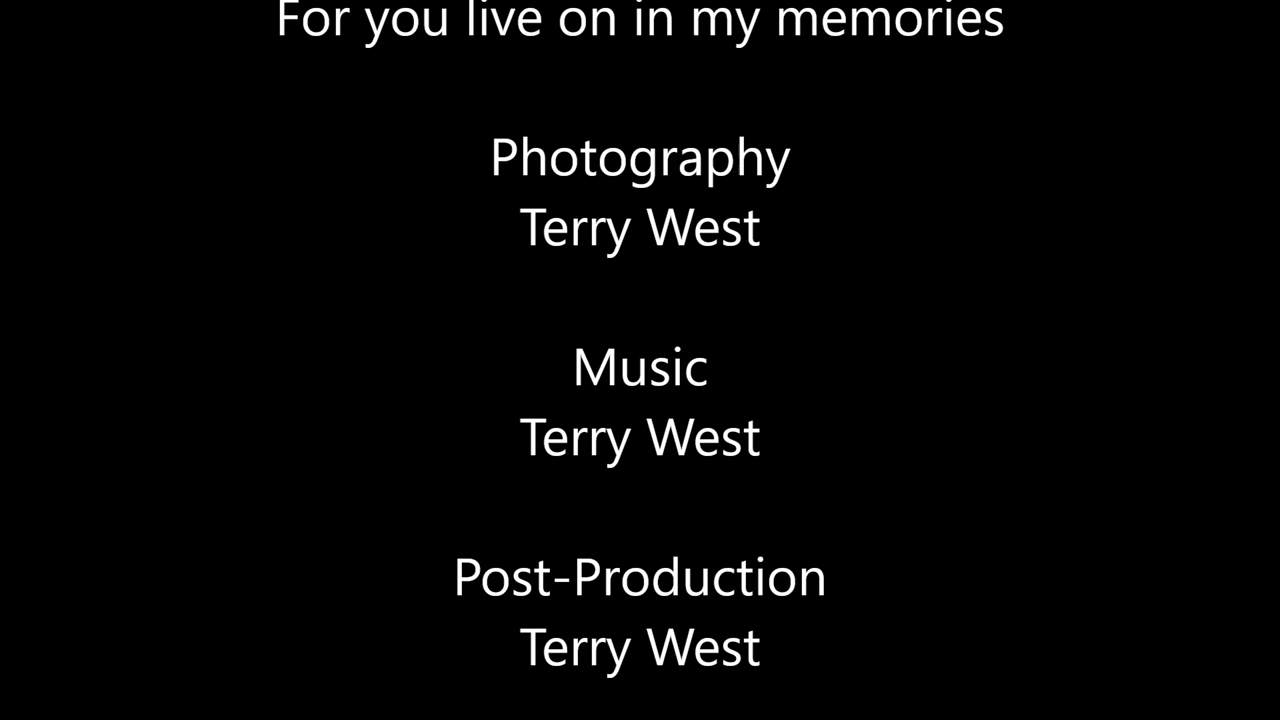 For you live on in my memories
Photography
Terry West
Music
Terry West
Post-Production
Terry West